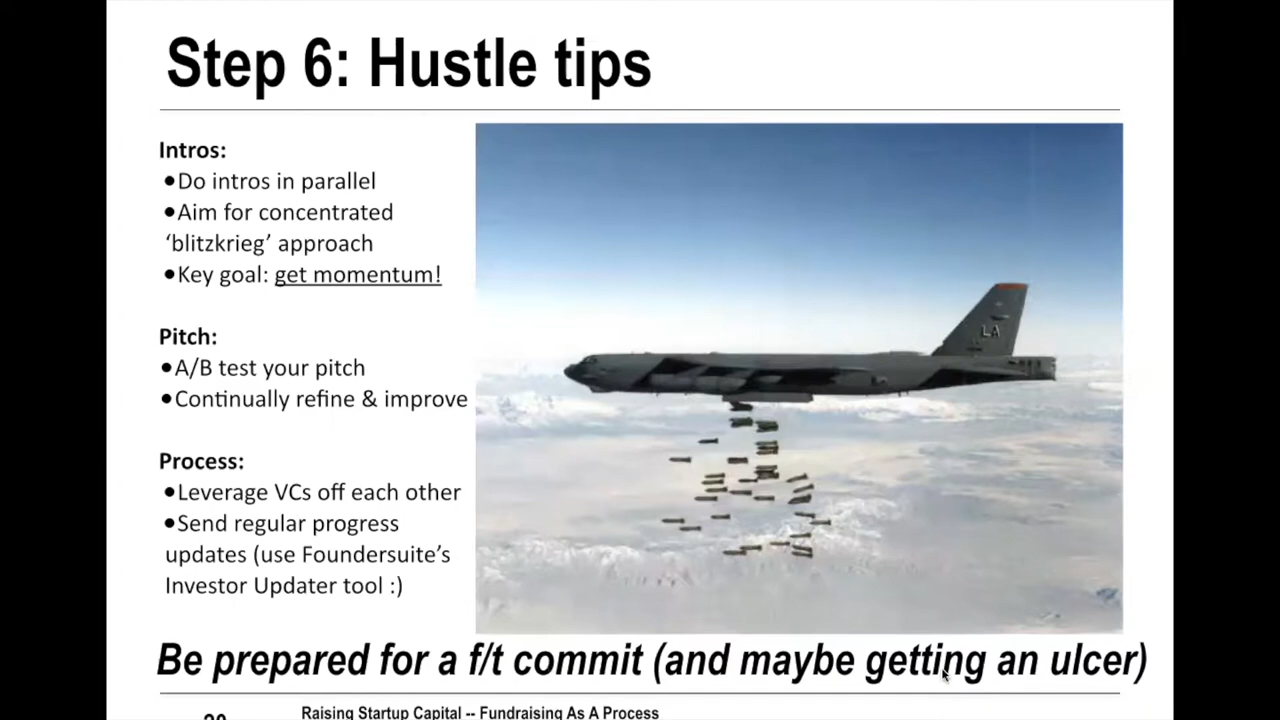 Step 6: Hustle tips
Intros:
●Do intros in parallel
●Aim for concentrated
‘blitzkrieg’ approach
●Key goal: get momentum!
Pitch:
●A/B test your pitch
●Continually refine & improve
Process:
●Leverage VCs off each other
●Send regular progress
updates (use Foundersuite’s
Investor Updater tool :)
LA
Be prepared for a f/t commit (and maybe getting an ulcer)
Raising Startup Capital -- Fundraising As A Process